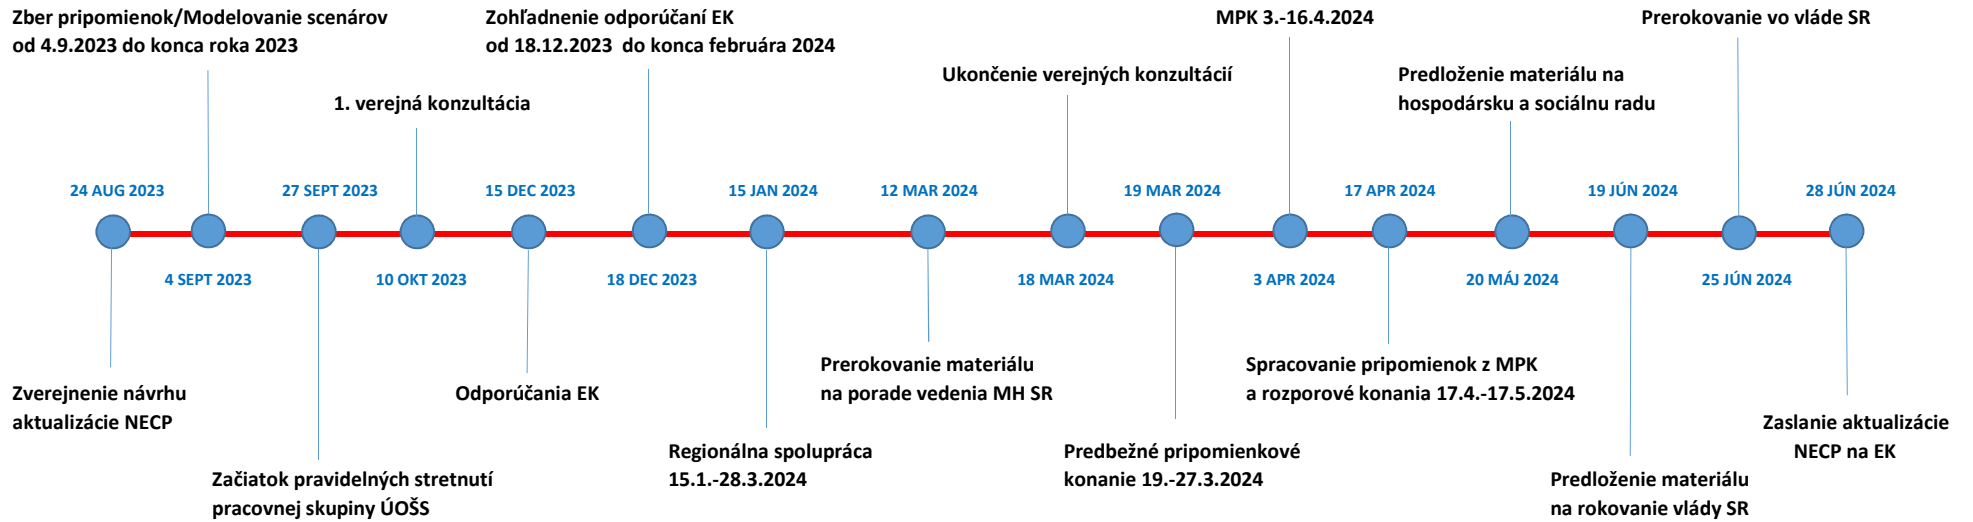 Zber pripomienok/Modelovanie scenárov
od 4.9.2023 do konca roka 2023
Zohľadnenie odporúčaní EK
od 18.12.2023 do konca februára 2024
MPK 3.-16.4.2024
Prerokovanie vo vláde SR
Ukončenie verejných konzultácií
Predloženie materiálu na
hospodársku a sociálnu radu
1. verejná konzultácia
24 AUG 2023
27 SEPT 2023
15 DEC 2023
15 JAN 2024
12 MAR 2024
19 MAR 2024
17 APR 2024
19 JÚN 2024
28 JÚN 2024
4 SEPT 2023
10 OKT 2023
18 DEC 2023
18 MAR 2024
3 APR 2024
20 MÁJ 2024
25 JÚN 2024
Zverejnenie návrhu
aktualizácie NECP
Odporúčania EK
Prerokovanie materiálu
na porade vedenia MH SR
Spracovanie pripomienok z MPK
a rozporové konania 17.4.-17.5.2024
Zaslanie aktualizácie
NECP na EK
Začiatok pravidelných stretnutí
pracovnej skupiny ÚOŠS
Regionálna spolupráca
15.1.-28.3.2024
Predbežné pripomienkové
konanie 19.-27.3.2024
Predloženie materiálu
na rokovanie vlády SR